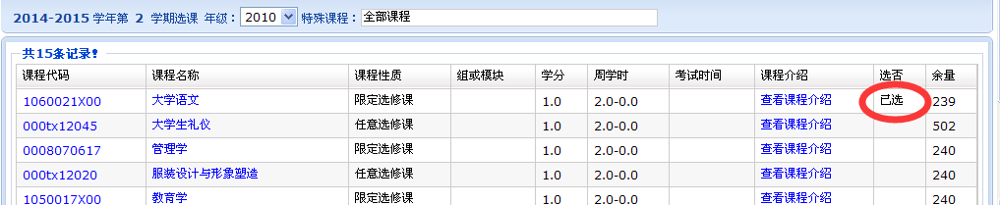 2014-2015 学年第 2 学期选课 年级：2010 特殊课程：全部课程
共15条记录！
课程代码 课程名称 课程性质 组或模块 学分 周学时 考试时间 课程介绍 选否 余量
1060021X00 大学语文 限定选修课 1.0 2.0-0.0 查看课程介绍 已选 239
000tx12045 大学生礼仪 任意选修课 1.0 2.0-0.0 查看课程介绍 502
0008070617 管理学 限定选修课 1.0 2.0-0.0 查看课程介绍 240
000tx12020 服装设计与形象塑造 任意选修课 1.0 2.0-0.0 查看课程介绍 240
1050017X00 教育学 限定选修课 1.0 2.0-0.0 查看课程介绍 240